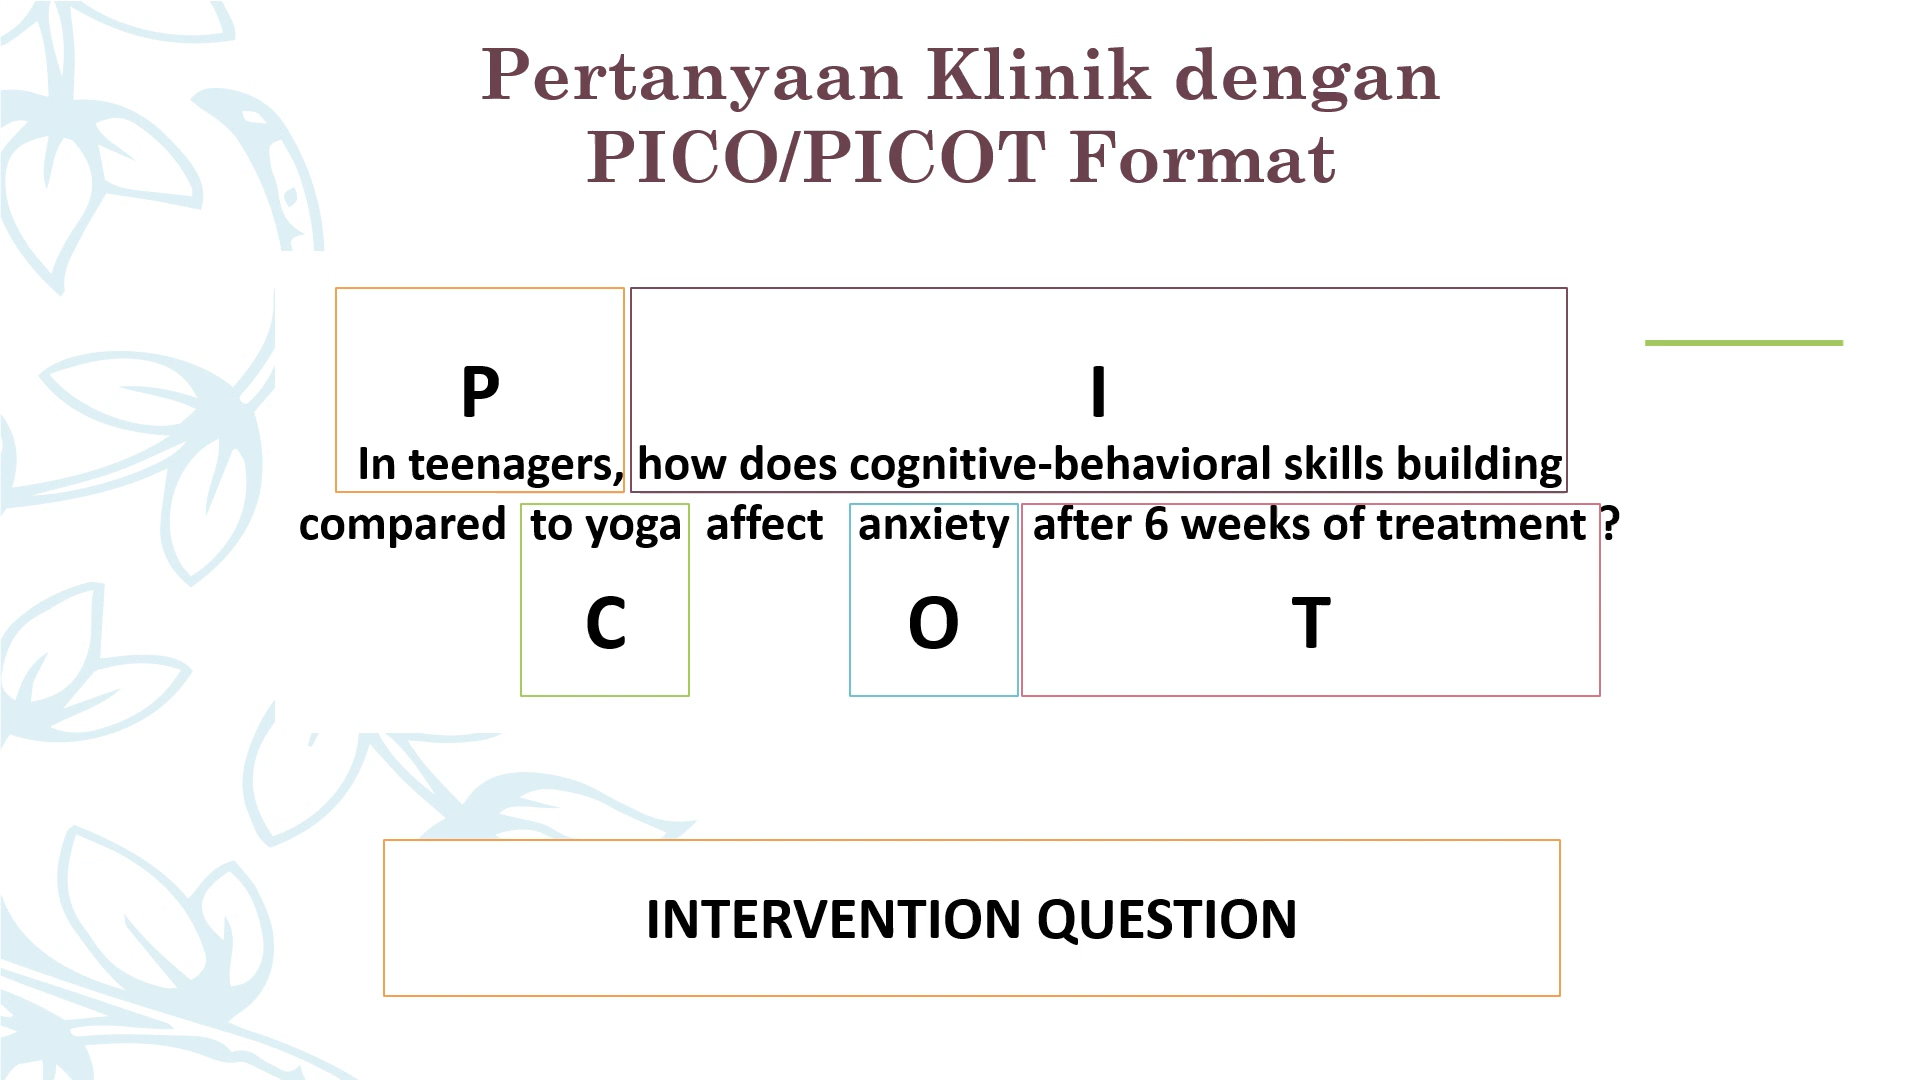 Pertanyaan Klinik dengan
PICO/PICOT Format
P
I
In teenagers, how does cognitive-behavioral skills building
compared to yoga affect anxiety after 6 weeks of treatment ?
C
O
T
INTERVENTION QUESTION